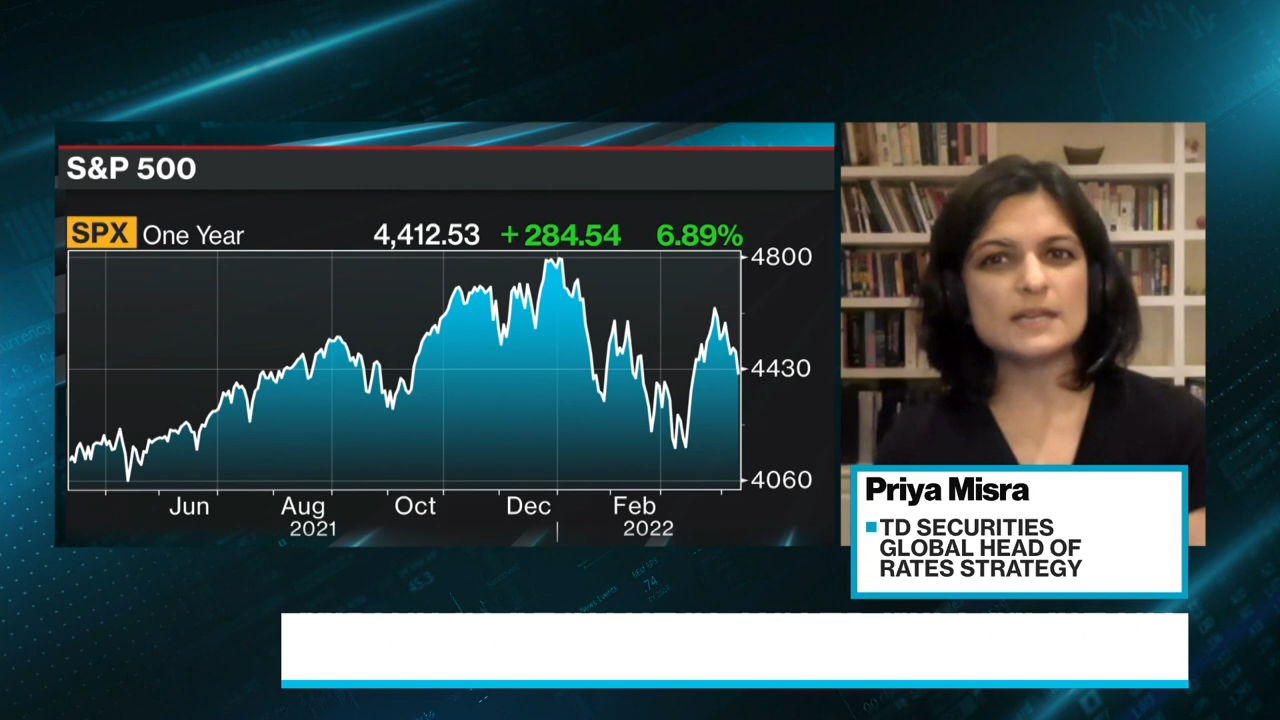 S&P 500
SPX One Year 4,412.53 +284.54 6.89%
4800
4430
4060
Jun Aug Oct Dec Feb
2021 2022
Priya Misra
TD SECURITIES
GLOBAL HEAD OF
RATES STRATEGY